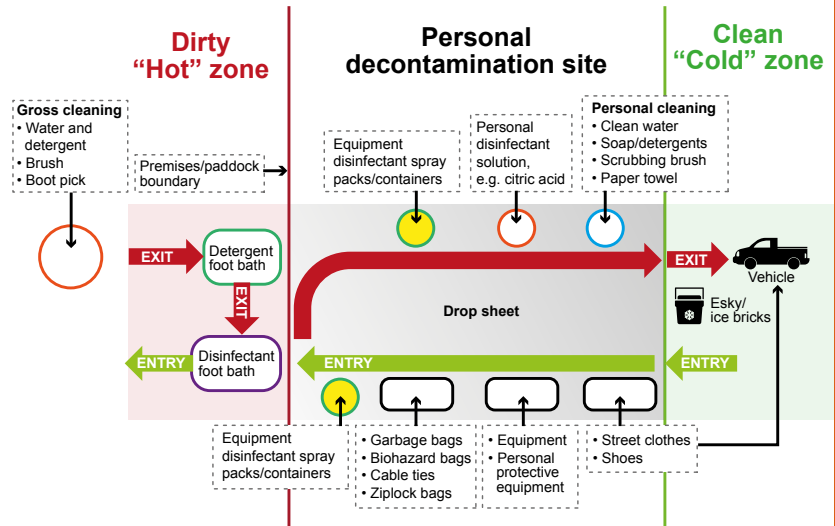 Dirty
“Hot” zone
Personal
decontamination site
Clean
“Cold” zone
Gross cleaning
• Water and
detergent
• Brush
• Boot pick
Premises/paddock
boundary
Equipment
disinfectant spray
packs/containers
Personal
disinfectant
solution,
e.g. citric acid
Personal cleaning
• Clean water
• Soap/detergents
• Scrubbing brush
• Paper towel
EXIT
Detergent
foot bath
EXIT
EXIT
Vehicle
Esky/
ice bricks
Drop sheet
ENTRY
Disinfectant
foot bath
ENTRY
ENTRY
Equipment
disinfectant spray
packs/containers
• Garbage bags
• Biohazard bags
• Cable ties
• Ziplock bags
• Equipment
• Personal
protective
equipment
• Street clothes
• Shoes